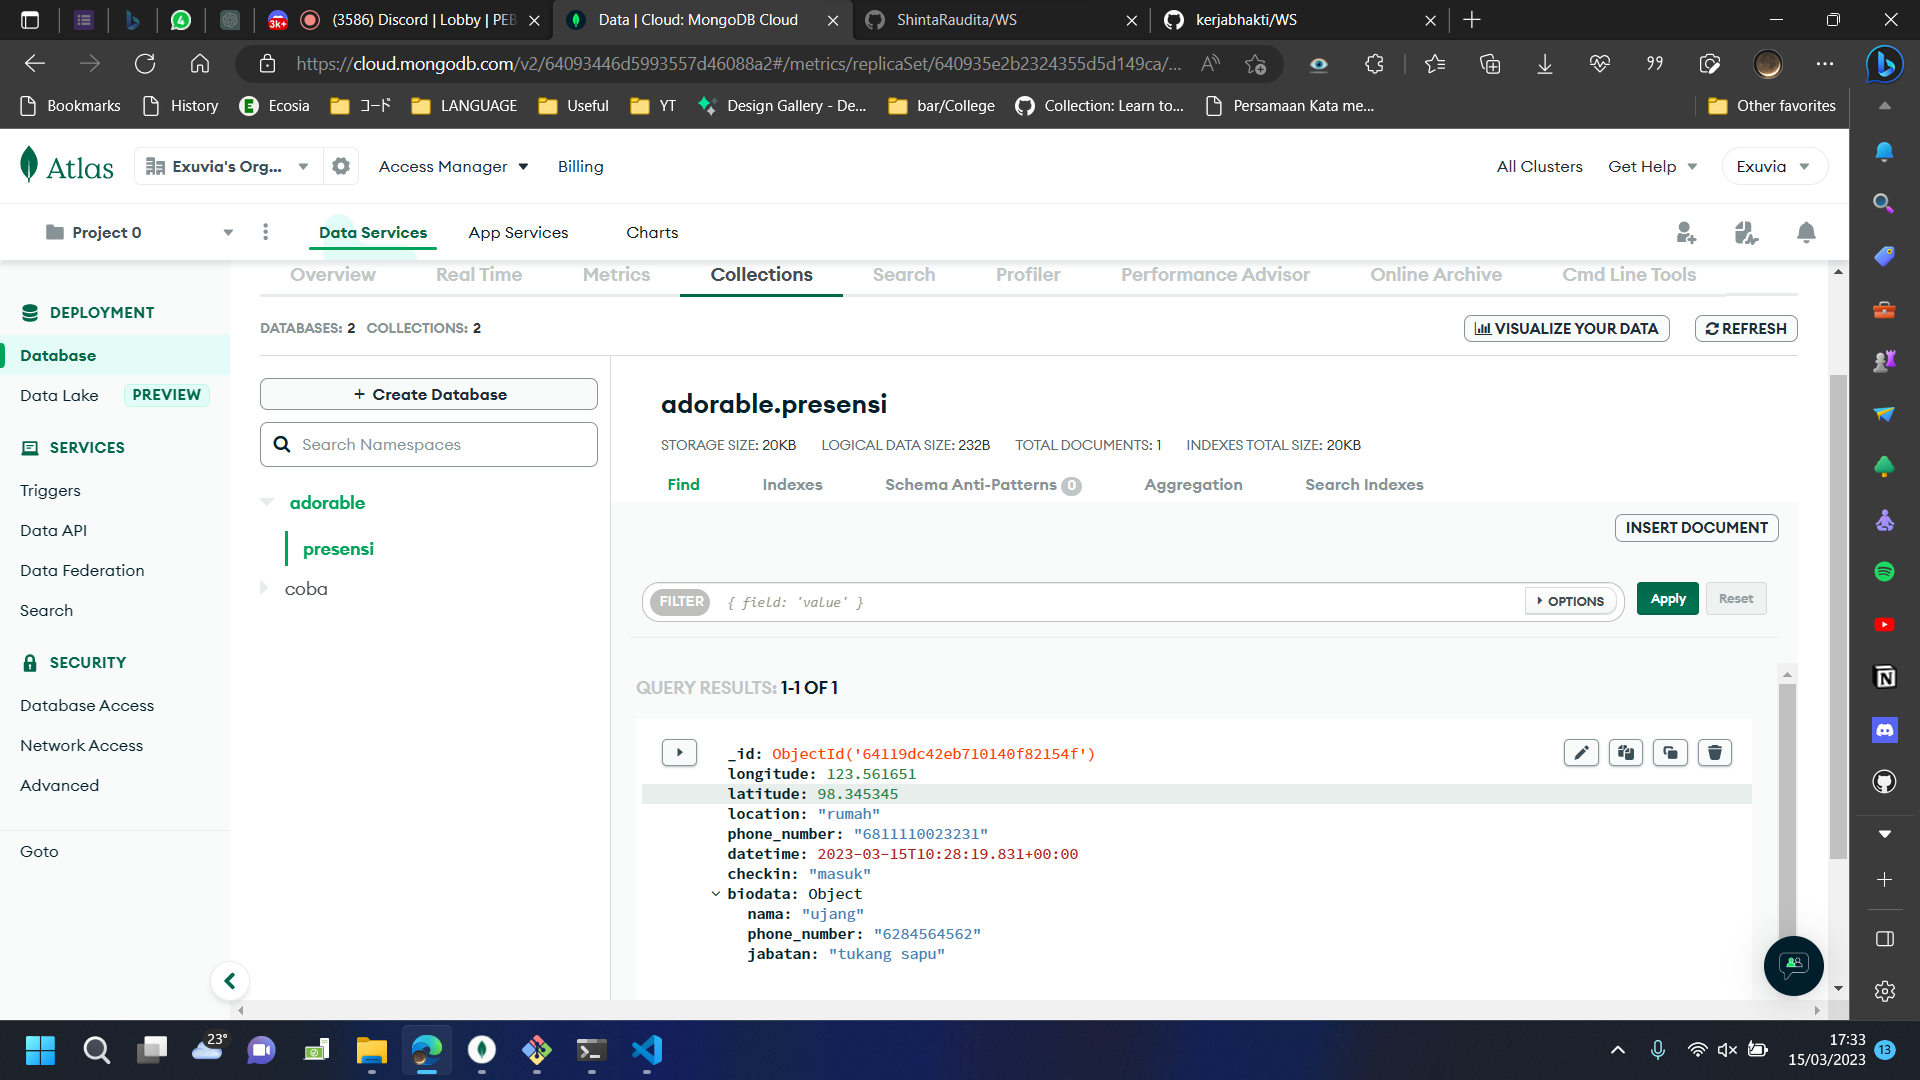 (3586) Discord | Lobby | PEB
Data | Cloud: MongoDB Cloud
ShintaRaudita/WS
kerjabhakti/WS
https://cloud.mongodb.com/v2/64093446d5993557d46088a2#/metrics/replicaSet/640935e2b2324355d5d149ca/...
Bookmarks
History
Ecosia
コード
LANGUAGE
Useful
YT
Design Gallery - De...
bar/College
Collection: Learn to...
Persamaan Kata me...
Other favorites
Atlas
Exuvia's Org...
Access Manager
Billing
All Clusters
Get Help
Exuvia
Project 0
Data Services
App Services
Charts
Overview
Real Time
Metrics
Collections
Search
Profiler
Performance Advisor
Online Archive
Cmd Line Tools
DEPLOYMENT
Database
Data Lake PREVIEW
SERVICES
Triggers
Data API
Data Federation
Search
SECURITY
Database Access
Network Access
Advanced
Goto
DATABASES: 2 COLLECTIONS: 2
VISUALIZE YOUR DATA
REFRESH
+ Create Database
Search Namespaces
adorable
presensi
coba
adorable.presensi
STORAGE SIZE: 20KB LOGICAL DATA SIZE: 232B TOTAL DOCUMENTS: 1 INDEXES TOTAL SIZE: 20KB
Find
Indexes
Schema Anti-Patterns 0
Aggregation
Search Indexes
INSERT DOCUMENT
FILTER { field: 'value' }
OPTIONS
Apply
Reset
QUERY RESULTS: 1-1 OF 1
_id: ObjectId('64119dc42eb710140f82154f')
longitude: 123.561651
latitude: 98.345345
location: "rumah"
phone_number: "6811110023231"
datetime: 2023-03-15T10:28:19.831+00:00
checkin: "masuk"
biodata: Object
nama: "ujang"
phone_number: "6284564562"
jabatan: "tukang sapu"
23°
17:33
15/03/2023
13